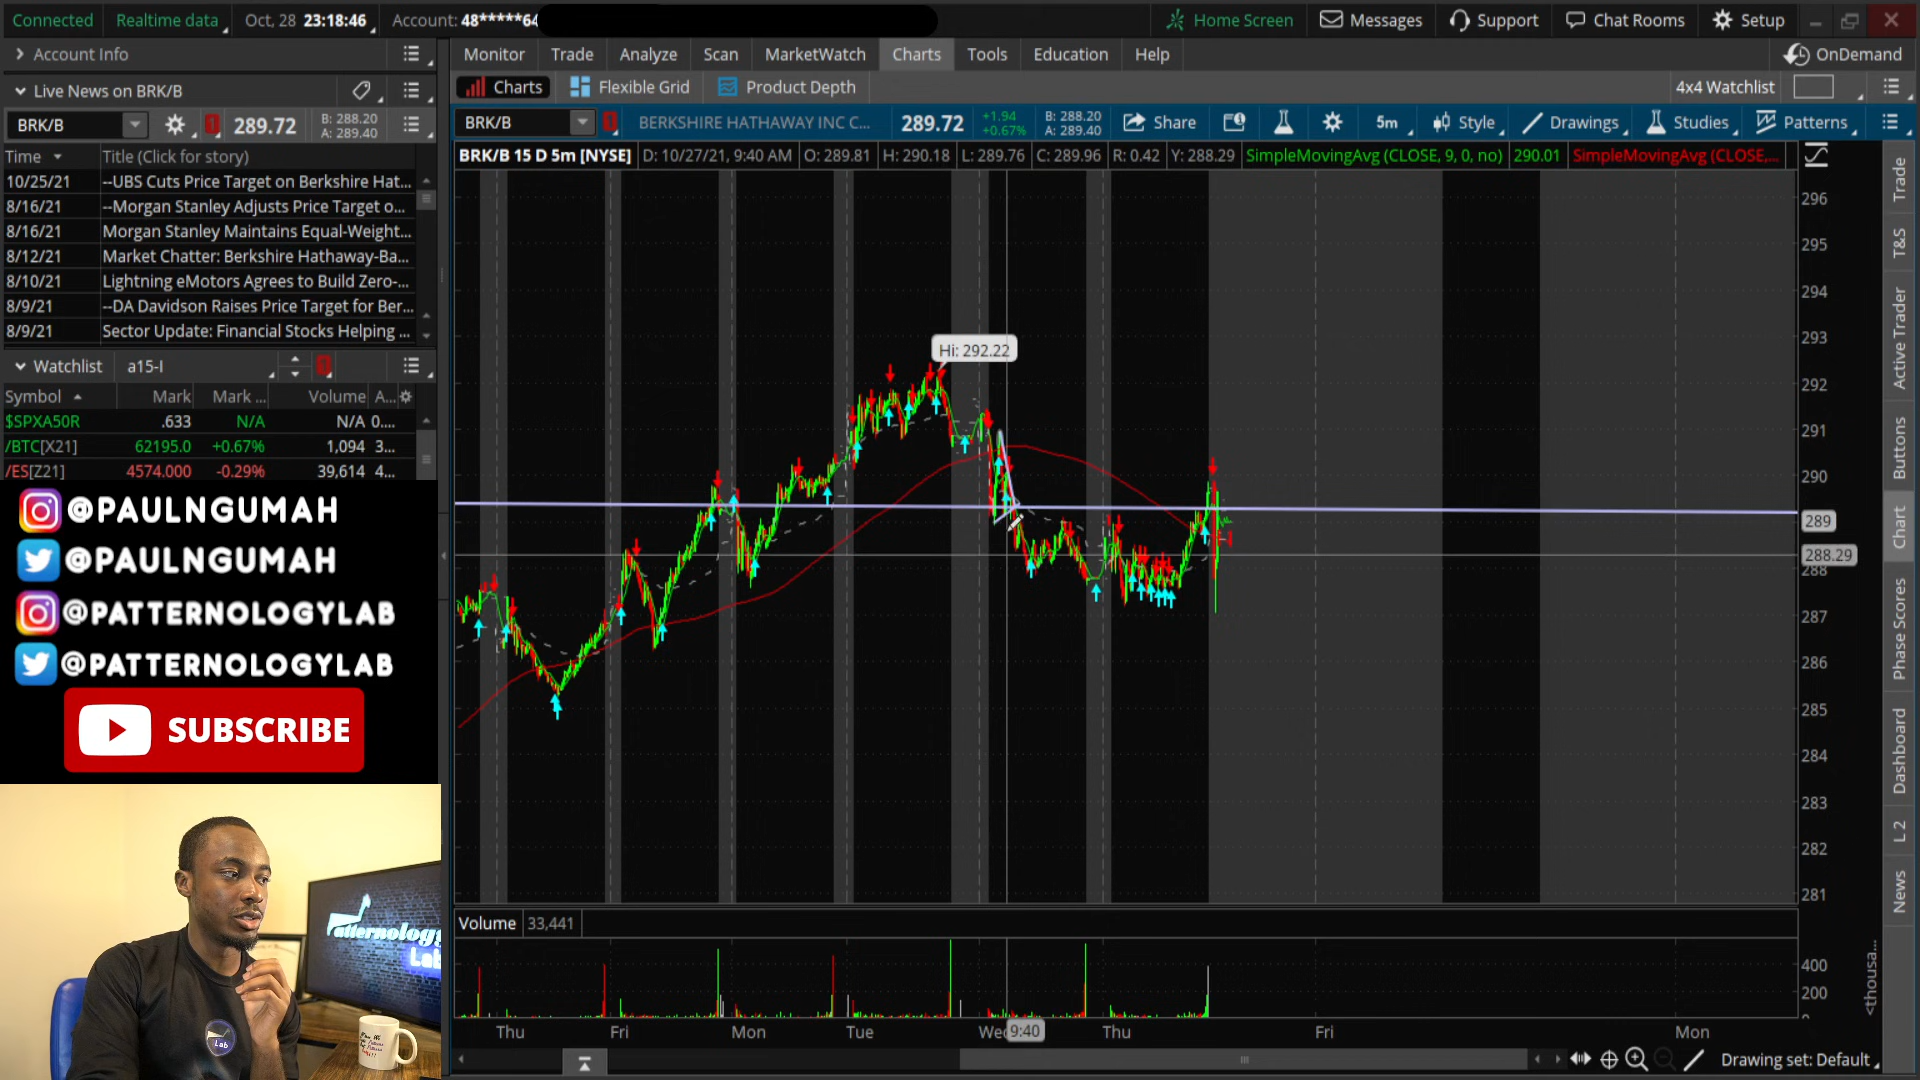 Connected Realtime data Oct, 28 23:18:46 Account: 48*****64 Home Screen Messages Support Chat Rooms Setup
Account Info
Monitor Trade Analyze Scan MarketWatch Charts Tools Education Help OnDemand
Live News on BRK/B
Charts Flexible Grid Product Depth 4x4 Watchlist
BRK/B 289.72 B: 288.20 A: 289.40
BRK/B BERKSHIRE HATHAWAY INC C... 289.72 +1.94 +0.67% B: 288.20 A: 289.40 Share 5m Style Drawings Studies Patterns
BRK/B 15 D 5m [NYSE] D: 10/27/21, 9:40 AM O: 289.81 H: 290.18 L: 289.76 C: 289.96 R: 0.42 Y: 288.29 SimpleMovingAvg (CLOSE, 9, 0, no) 290.01 SimpleMovingAvg (CLOSE,...
Time Title (Click for story)
10/25/21 --UBS Cuts Price Target on Berkshire Hat...
8/16/21 --Morgan Stanley Adjusts Price Target o...
8/16/21 Morgan Stanley Maintains Equal-Weight...
8/12/21 Market Chatter: Berkshire Hathaway-Ba...
8/10/21 Lightning eMotors Agrees to Build Zero-...
8/9/21 --DA Davidson Raises Price Target for Ber...
8/9/21 Sector Update: Financial Stocks Helping ...
Watchlist a15-I
Symbol Mark Mark ... Volume A...
$SPXA50R .633 N/A N/A 0....
/BTC[X21] 62195.0 +0.67% 1,094 3...
/ES[Z21] 4574.000 -0.29% 39,614 4...
@PAULNGUMAH
@PAULNGUMAH
@PATTERNOLOGYLAB
@PATTERNOLOGYLAB
SUBSCRIBE
Patternology
Lab
Lab
Hi: 292.22
296
295
294
293
292
291
290
289
288.29
288
287
286
285
284
283
282
281
Volume 33,441
400
200
<thousa...
Thu Fri Mon Tue Wed 9:40 Thu Fri Mon
Drawing set: Default
Trade
T&S
Active Trader
Buttons
Chart
Phase Scores
Dashboard
L 2
News